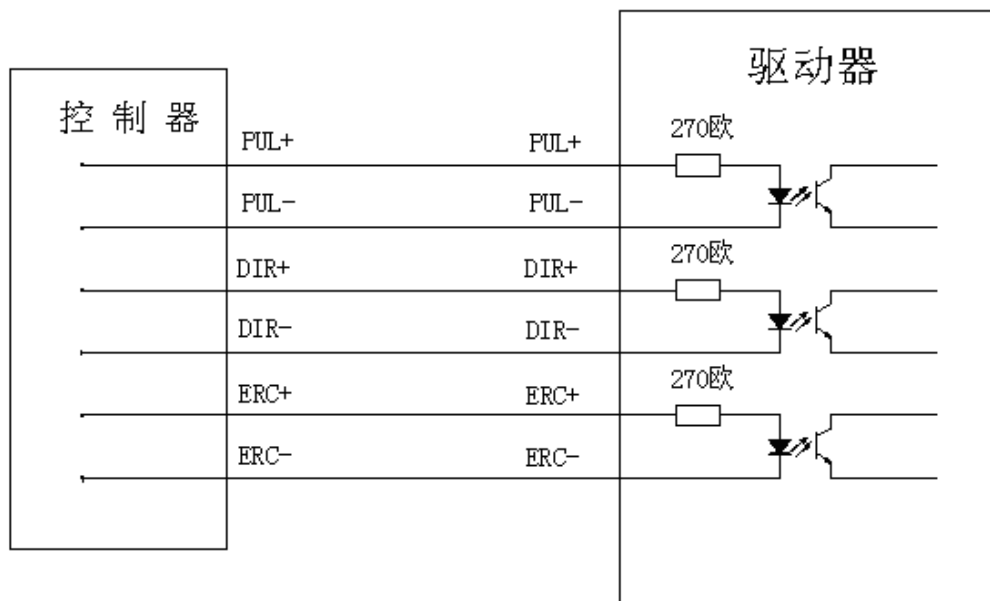 驱动器
控制器
270欧
PUL+ PUL+
PUL- PUL-
270欧
DIR+ DIR+
DIR- DIR-
270欧
ERC+ ERC+
ERC- ERC-